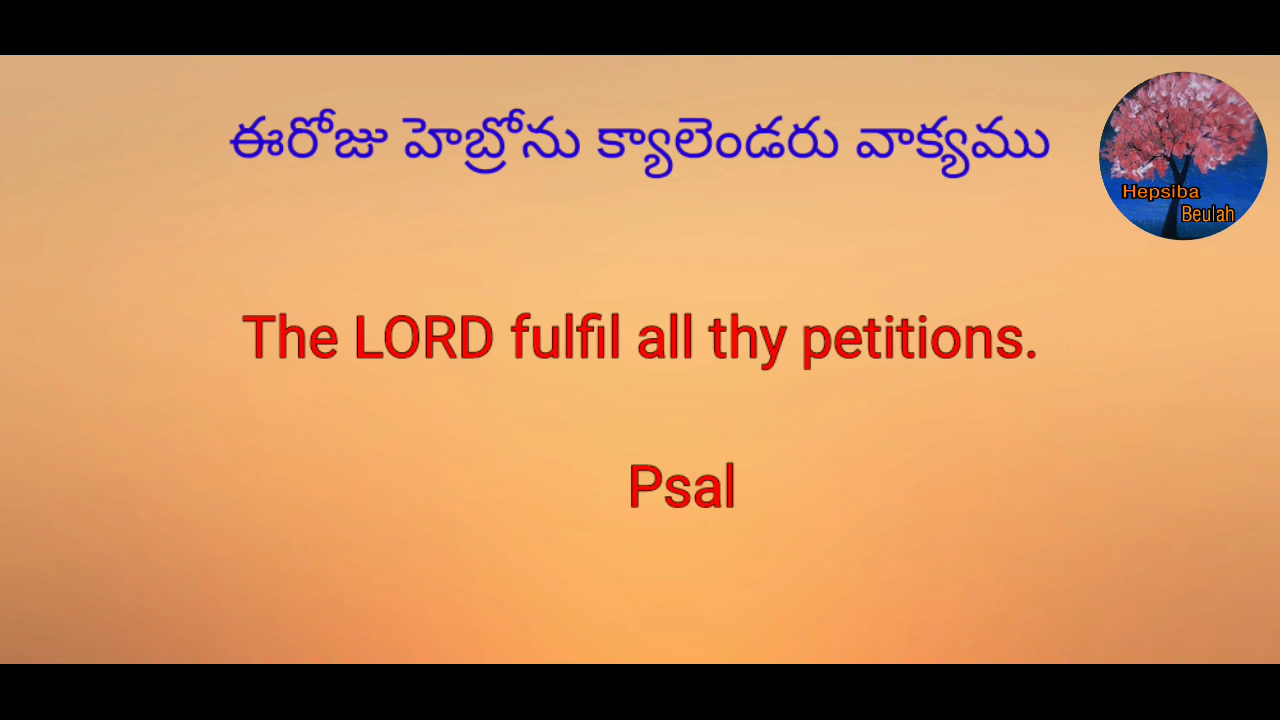 ఈరోజు హెబ్రోను క్యాలెండరు వాక్యము
Hepsiba
Beulah
The LORD fulfil all thy petitions.
Psal